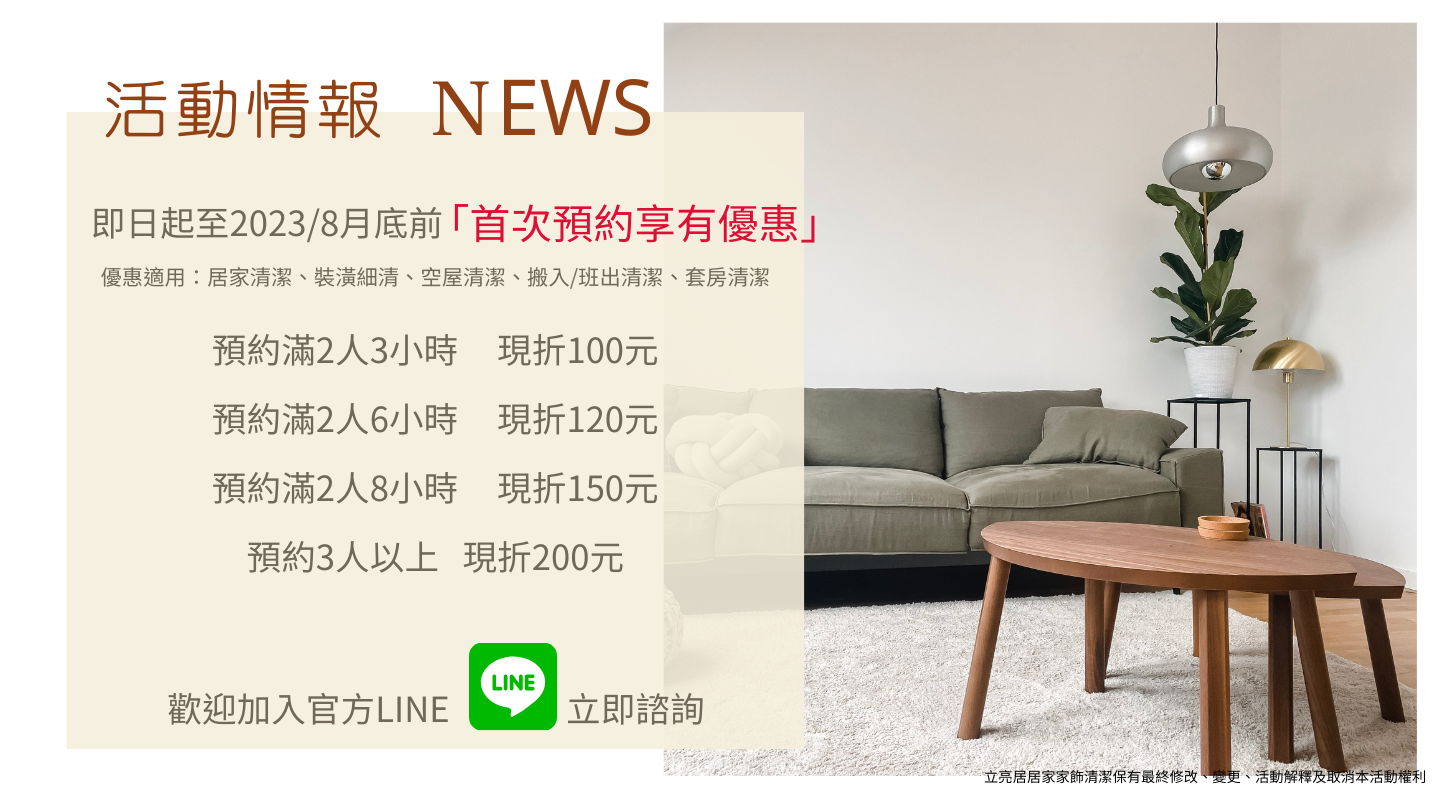 活動情報 NEWS
即日起至2023/8月底前「首次預約享有優惠」
優惠適用：居家清潔、裝潢細清、空屋清潔、搬入/班出清潔、套房清潔
預約滿2人3小時 現折100元
預約滿2人6小時 現折120元
預約滿2人8小時 現折150元
預約3人以上 現折200元
歡迎加入官方LINE LINE 立即諮詢
立亮居居家家飾清潔保有最終修改、變更、活動解釋及取消本活動權利